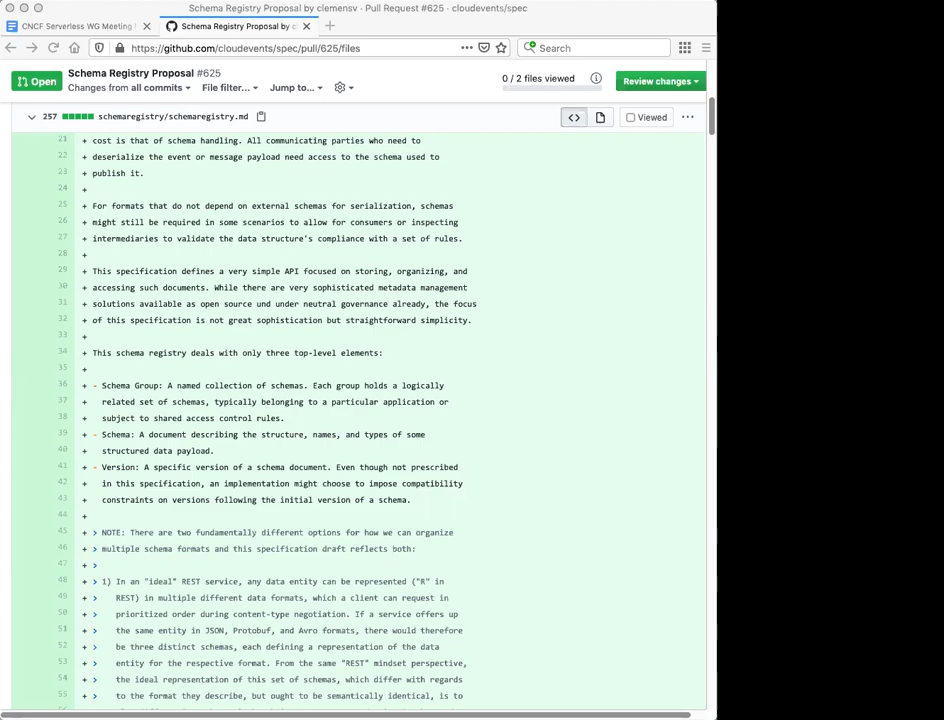 Schema Registry Proposal by clemensv · Pull Request #625 · cloudevents/spec
CNCF Serverless WG Meeting
Schema Registry Proposal by c
https://github.com/cloudevents/spec/pull/625/files
Search
Open
Schema Registry Proposal #625
Changes from all commits
File filter...
Jump to...
0 / 2 files viewed
Review changes
257 schemaregistry/schemaregistry.md
Viewed
21 + cost is that of schema handling. All communicating parties who need to
22 + deserialize the event or message payload need access to the schema used to
23 + publish it.
24 +
25 + For formats that do not depend on external schemas for serialization, schemas
26 + might still be required in some scenarios to allow for consumers or inspecting
27 + intermediaries to validate the data structure's compliance with a set of rules.
28 +
29 + This specification defines a very simple API focused on storing, organizing, and
30 + accessing such documents. While there are very sophisticated metadata management
31 + solutions available as open source und under neutral governance already, the focus
32 + of this specification is not great sophistication but straightforward simplicity.
33 +
34 + This schema registry deals with only three top-level elements:
35 +
36 + - Schema Group: A named collection of schemas. Each group holds a logically
37 + related set of schemas, typically belonging to a particular application or
38 + subject to shared access control rules.
39 + - Schema: A document describing the structure, names, and types of some
40 + structured data payload.
41 + - Version: A specific version of a schema document. Even though not prescribed
42 + in this specification, an implementation might choose to impose compatibility
43 + constraints on versions following the initial version of a schema.
44 +
45 + > NOTE: There are two fundamentally different options for how we can organize
46 + > multiple schema formats and this specification draft reflects both:
47 + >
48 + > 1) In an "ideal" REST service, any data entity can be represented ("R" in
49 + > REST) in multiple different data formats, which a client can request in
50 + > prioritized order during content-type negotiation. If a service offers up
51 + > the same entity in JSON, Protobuf, and Avro formats, there would therefore
52 + > be three distinct schemas, each defining a representation of the data
53 + > entity for the respective format. From the same "REST" mindset perspective,
54 + > the ideal representation of this set of schemas, which differ with regards
55 + > to the format they describe, but ought to be semantically identical, is to